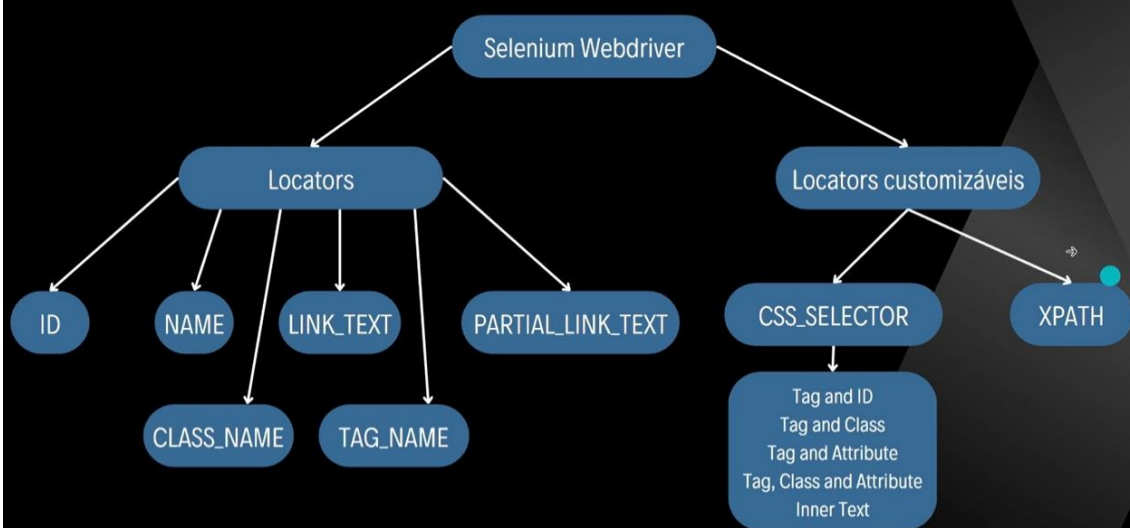 Selenium Webdriver
Locators
Locators customizáveis
ID
NAME
LINK_TEXT
PARTIAL_LINK_TEXT
CSS_SELECTOR
XPATH
CLASS_NAME
TAG_NAME
Tag and ID
Tag and Class
Tag and Attribute
Tag, Class and Attribute
Inner Text